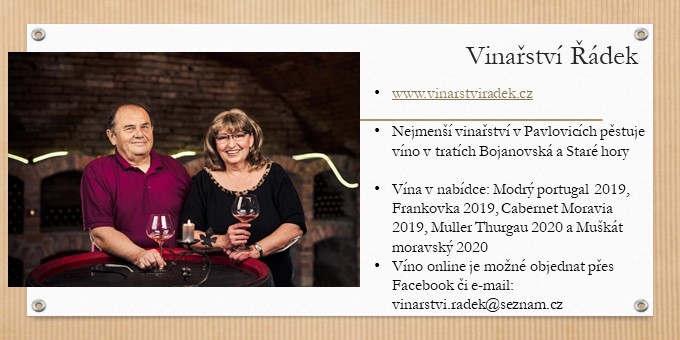 Vinařství Řádek
• www.vinarstviradek.cz
• Nejmenší vinařství v Pavlovicích pěstuje
víno v tratích Bojanovská a Staré hory
• Vína v nabídce: Modrý portugal 2019,
Frankovka 2019, Cabernet Moravia
2019, Muller Thurgau 2020 a Muškát
moravský 2020
• Víno online je možné objednat přes
Facebook či e-mail:
vinarstvi.radek@seznam.cz